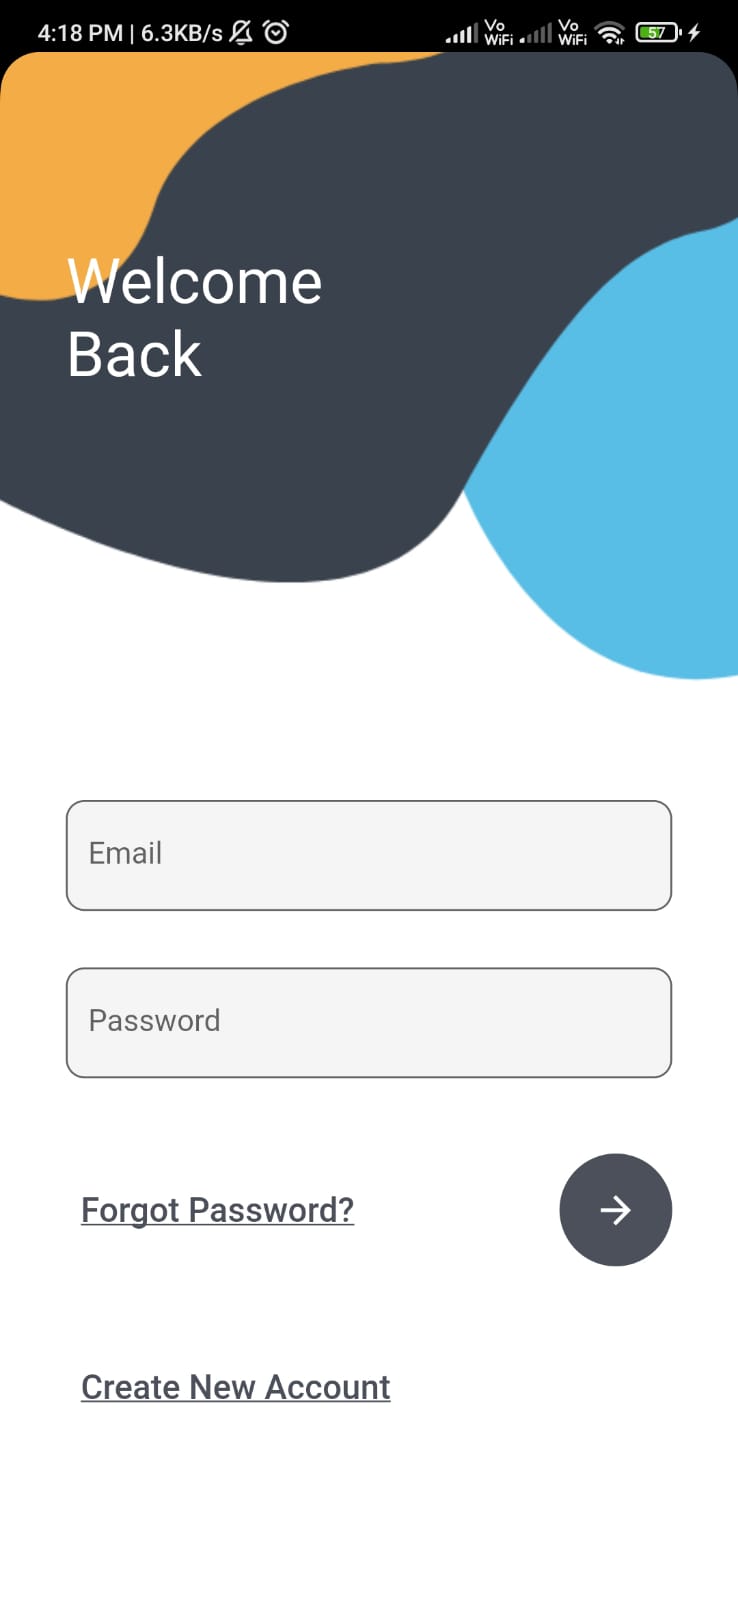 4:18 PM | 6.3KB/s Vo WiFi Vo WiFi 57
Welcome
Back
Email
Password
Forgot Password?
Create New Account